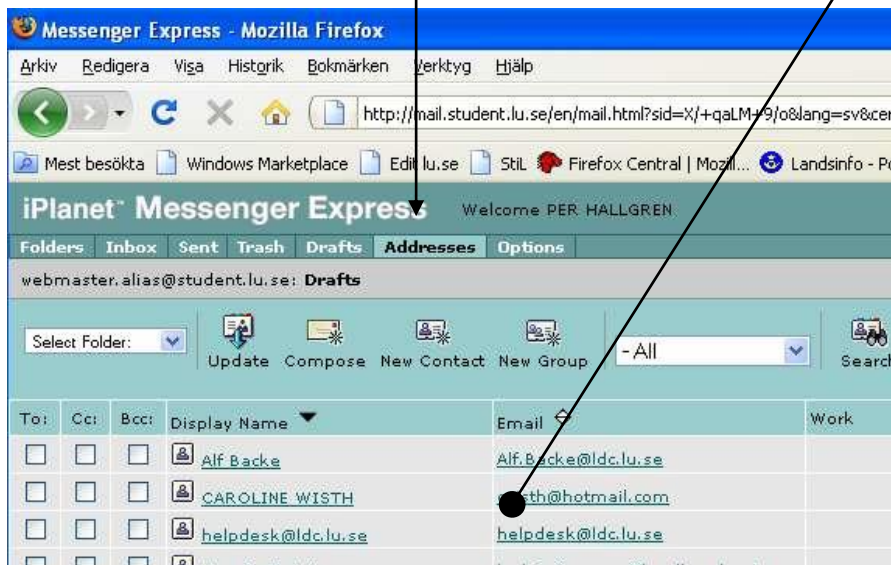 Messenger Express - Mozilla Firefox
Arkiv Redigera Visa Historik Bokmärken Verktyg Hjälp
http://mail.student.lu.se/en/mail.html?sid=X/+qaLM+9/o&lang=sv&cer
Mest besökta Windows Marketplace Edit lu.se StiL Firefox Central | Mozill... Landsinfo - Po
iPlanet™ Messenger Express Welcome PER HALLGREN
Folders Inbox Sent Trash Drafts Addresses Options
webmaster.alias@student.lu.se: Drafts
Select Folder: Update Compose New Contact New Group - All Search
To: Cc: Bcc: Display Name Email Work
Alf Backe Alf.Backe@ldc.lu.se
CAROLINE WISTH
helpdesk@ldc.lu.se helpdesk@ldc.lu.se